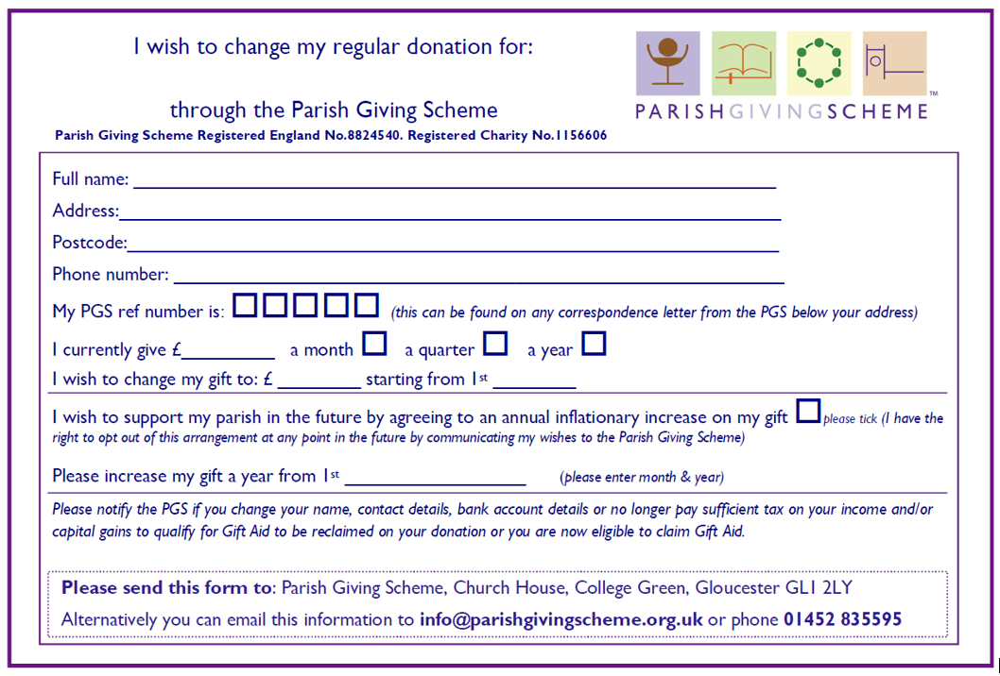 I wish to change my regular donation for:
through the Parish Giving Scheme
Parish Giving Scheme Registered England No.8824540. Registered Charity No.1156606
PARISHGIVINGSCHEME
TM
Full name:
Address:
Postcode:
Phone number:
My PGS ref number is: (this can be found on any correspondence letter from the PGS below your address)
I currently give £ a month a quarter a year
I wish to change my gift to: £ starting from 1st
I wish to support my parish in the future by agreeing to an annual inflationary increase on my gift please tick (I have the
right to opt out of this arrangement at any point in the future by communicating my wishes to the Parish Giving Scheme)
Please increase my gift a year from 1st (please enter month & year)
Please notify the PGS if you change your name, contact details, bank account details or no longer pay sufficient tax on your income and/or
capital gains to qualify for Gift Aid to be reclaimed on your donation or you are now eligible to claim Gift Aid.
Please send this form to: Parish Giving Scheme, Church House, College Green, Gloucester GL1 2LY
Alternatively you can email this information to info@parishgivingscheme.org.uk or phone 01452 835595